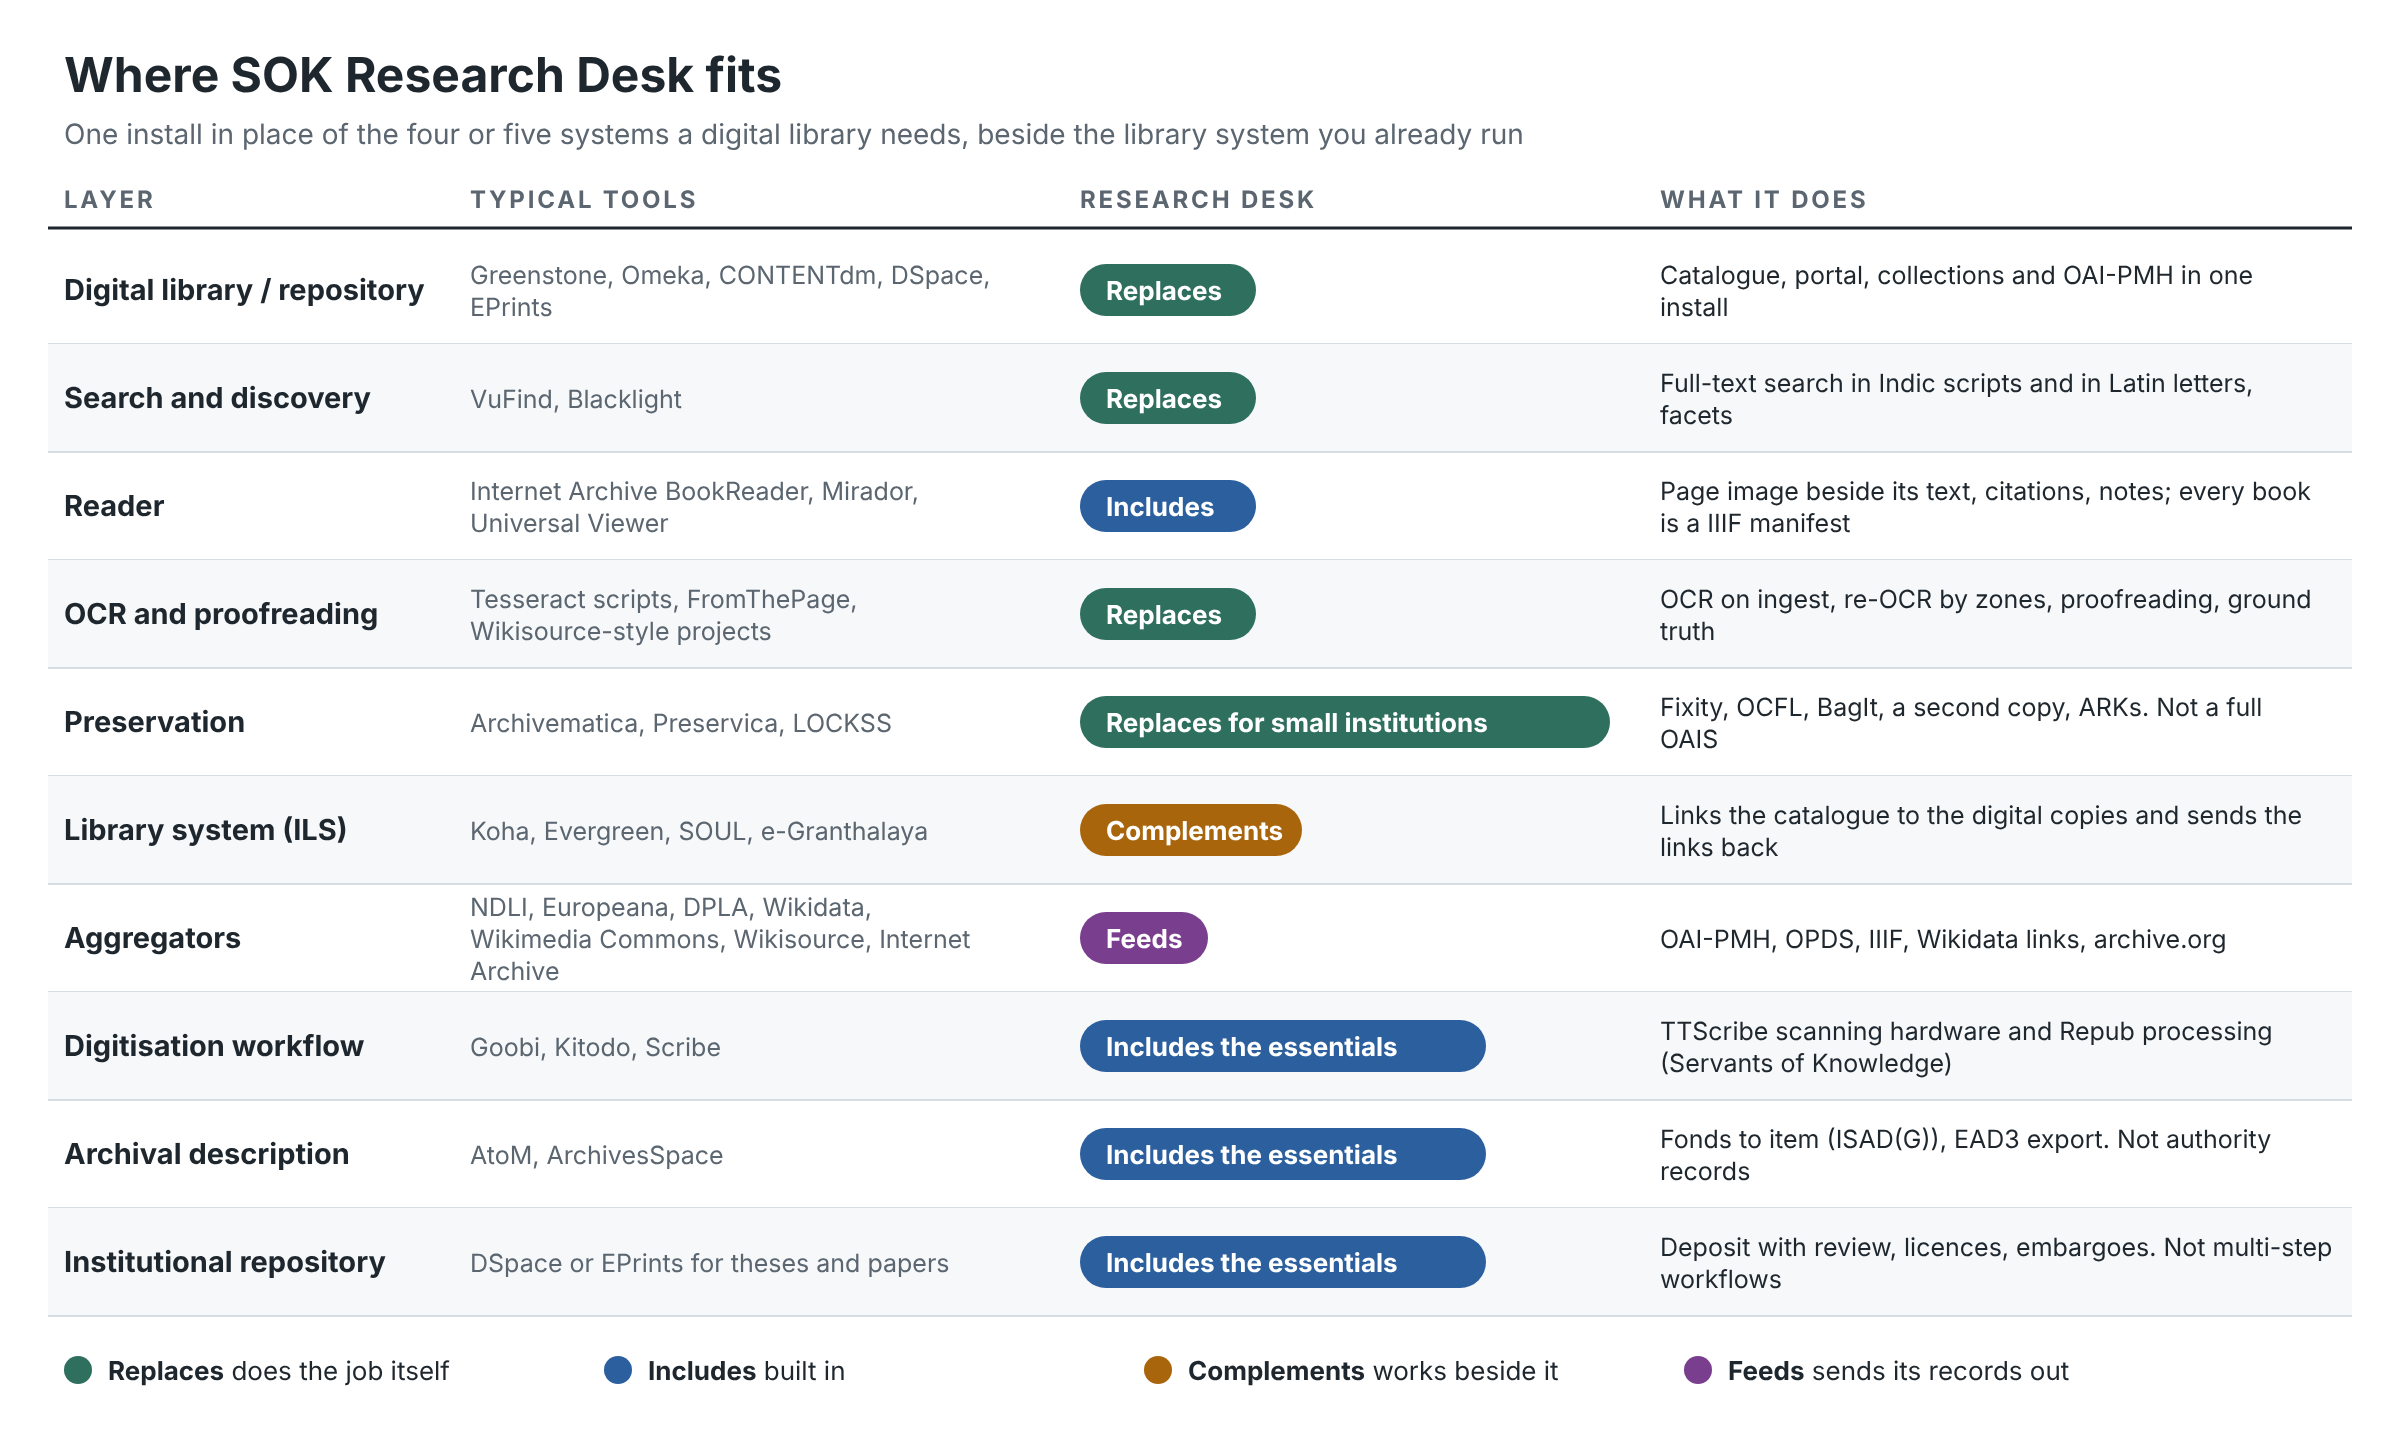 Where SOK Research Desk fits
One install in place of the four or five systems a digital library needs, beside the library system you already run
LAYER TYPICAL TOOLS RESEARCH DESK WHAT IT DOES
Digital library / repository
Greenstone, Omeka, CONTENTdm, DSpace,
EPrints
Replaces
Catalogue, portal, collections and OAI-PMH in one
install
Search and discovery
VuFind, Blacklight
Replaces
Full-text search in Indic scripts and in Latin letters,
facets
Reader
Internet Archive BookReader, Mirador,
Universal Viewer
Includes
Page image beside its text, citations, notes; every book
is a IIIF manifest
OCR and proofreading
Tesseract scripts, FromThePage,
Wikisource-style projects
Replaces
OCR on ingest, re-OCR by zones, proofreading, ground
truth
Preservation
Archivematica, Preservica, LOCKSS
Replaces for small institutions
Fixity, OCFL, BagIt, a second copy, ARKs. Not a full
OAIS
Library system (ILS)
Koha, Evergreen, SOUL, e-Granthalaya
Complements
Links the catalogue to the digital copies and sends the
links back
Aggregators
NDLI, Europeana, DPLA, Wikidata,
Wikimedia Commons, Wikisource, Internet
Archive
Feeds
OAI-PMH, OPDS, IIIF, Wikidata links, archive.org
Digitisation workflow
Goobi, Kitodo, Scribe
Includes the essentials
TTScribe scanning hardware and Repub processing
(Servants of Knowledge)
Archival description
AtoM, ArchivesSpace
Includes the essentials
Fonds to item (ISAD(G)), EAD3 export. Not authority
records
Institutional repository
DSpace or EPrints for theses and papers
Includes the essentials
Deposit with review, licences, embargoes. Not multi-step
workflows
Replaces does the job itself
Includes built in
Complements works beside it
Feeds sends its records out